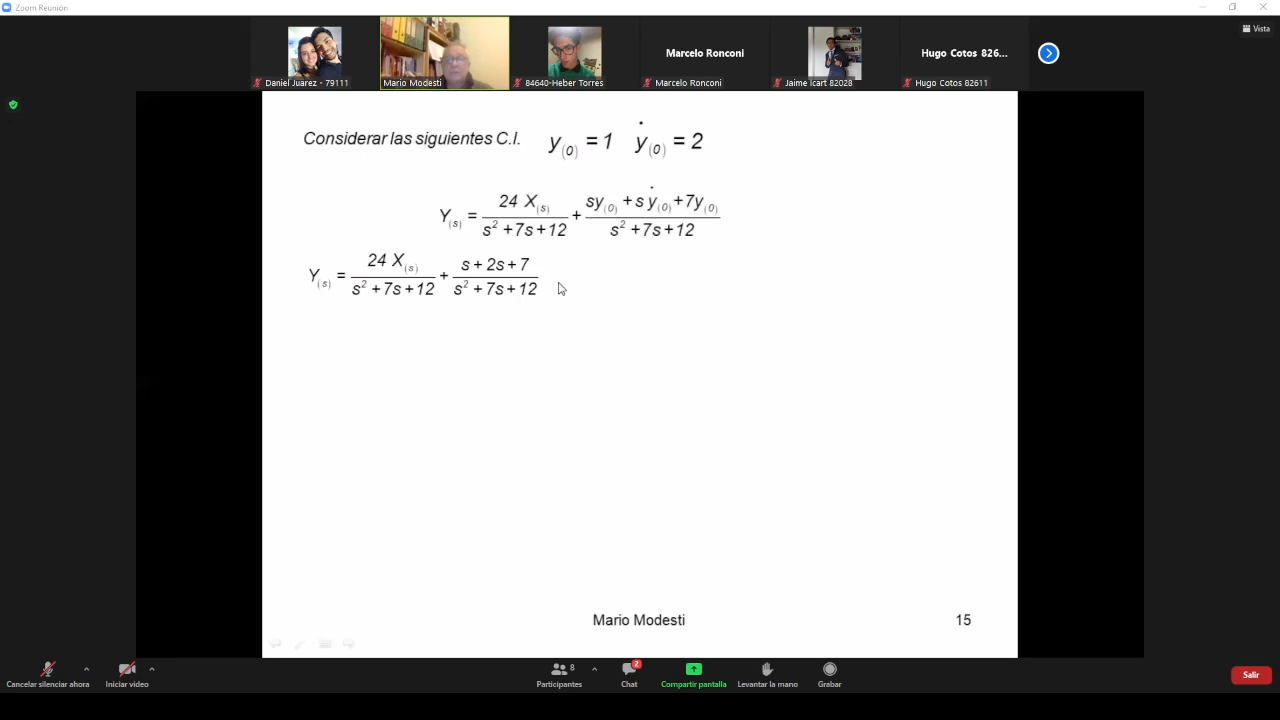 Zoom Reunión
Vista
Marcelo Ronconi
Hugo Cotos 826...
Daniel Juarez - 79111
Mario Modesti
84640-Heber Torres
Marcelo Ronconi
Jaime Icart 82028
Hugo Cotos 82611
Considerar las siguientes C.I. y(0) = 1 ẏ(0) = 2
Y(s) = 24 X(s) / s² +7s+12 + sy(0) + s ẏ(0) +7y(0) / s² +7s+12
Y(s) = 24 X(s) / s² +7s+12 + s + 2s + 7 / s² +7s+12
Mario Modesti
15
8
2
Cancelar silenciar ahora
Iniciar video
Participantes
Chat
Compartir pantalla
Levantar la mano
Grabar
Salir